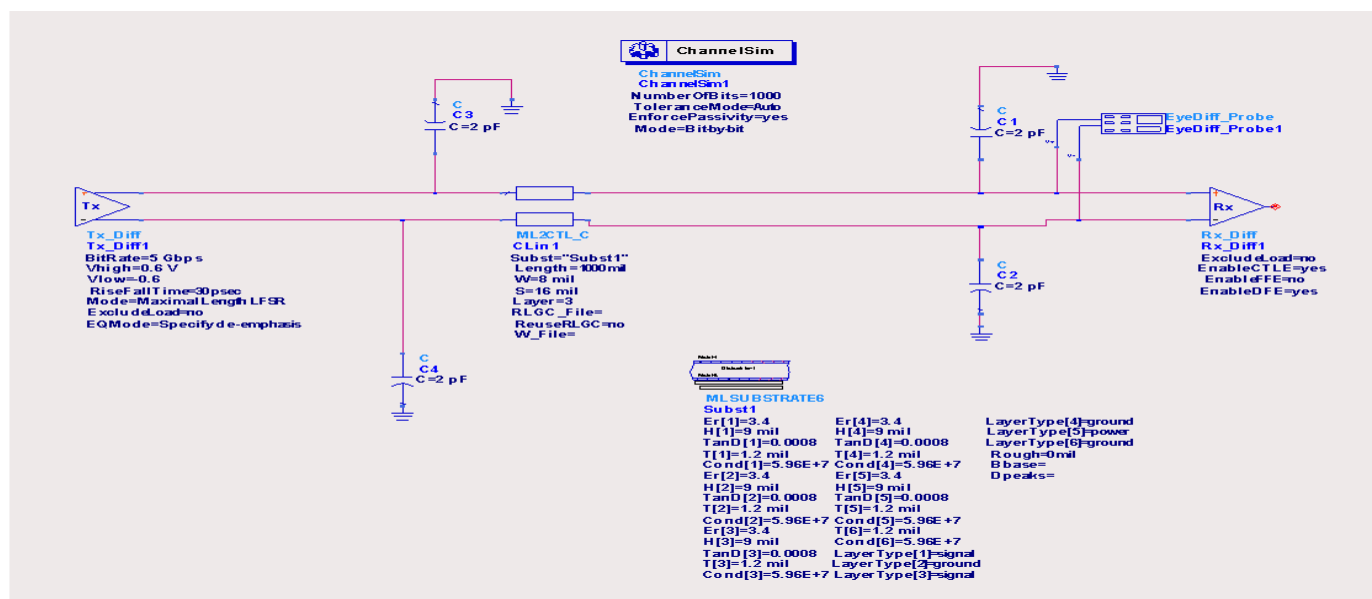 ChannelSim
ChannelSim
ChannelSim1
NumberOfBits=1000
ToleranceMode=Auto
EnforcePassivity=yes
Mode=Bit-by-bit
C
C3
C=2 pF
C
C1
C=2 pF
EyeDiff_Probe
EyeDiff_Probe1
Tx
Tx_Diff
Tx_Diff1
BitRate=5 Gbps
Vhigh=0.6 V
Vlow=-0.6
RiseFallTime=30 psec
Mode=Maximal Length LFSR
ExcludeLoad=no
EQMode=Specify de-emphasis
ML2CTL_C
CLin1
Subst="Subst1"
Length=1000 mil
W=8 mil
S=16 mil
Layer=3
RLGC_File=
ReuseRLGC=no
W_File=
C
C2
C=2 pF
Rx
Rx_Diff
Rx_Diff1
ExcludeLoad=no
EnableCTLE=yes
EnableFFE=no
EnableDFE=yes
C
C4
C=2 pF
MLSUBSTRATE6
Subst1
Er[1]=3.4
H[1]=9 mil
TanD[1]=0.0008
T[1]=1.2 mil
Cond[1]=5.96E+7
Er[2]=3.4
H[2]=9 mil
TanD[2]=0.0008
T[2]=1.2 mil
Cond[2]=5.96E+7
Er[3]=3.4
H[3]=9 mil
TanD[3]=0.0008
T[3]=1.2 mil
Cond[3]=5.96E+7
Er[4]=3.4
H[4]=9 mil
TanD[4]=0.0008
T[4]=1.2 mil
Cond[4]=5.96E+7
Er[5]=3.4
H[5]=9 mil
TanD[5]=0.0008
T[5]=1.2 mil
Cond[5]=5.96E+7
T[6]=1.2 mil
Cond[6]=5.96E+7
LayerType[1]=signal
LayerType[2]=ground
LayerType[3]=signal
LayerType[4]=ground
LayerType[5]=power
LayerType[6]=ground
Rough=0 mil
Bbase=
Dpeaks=